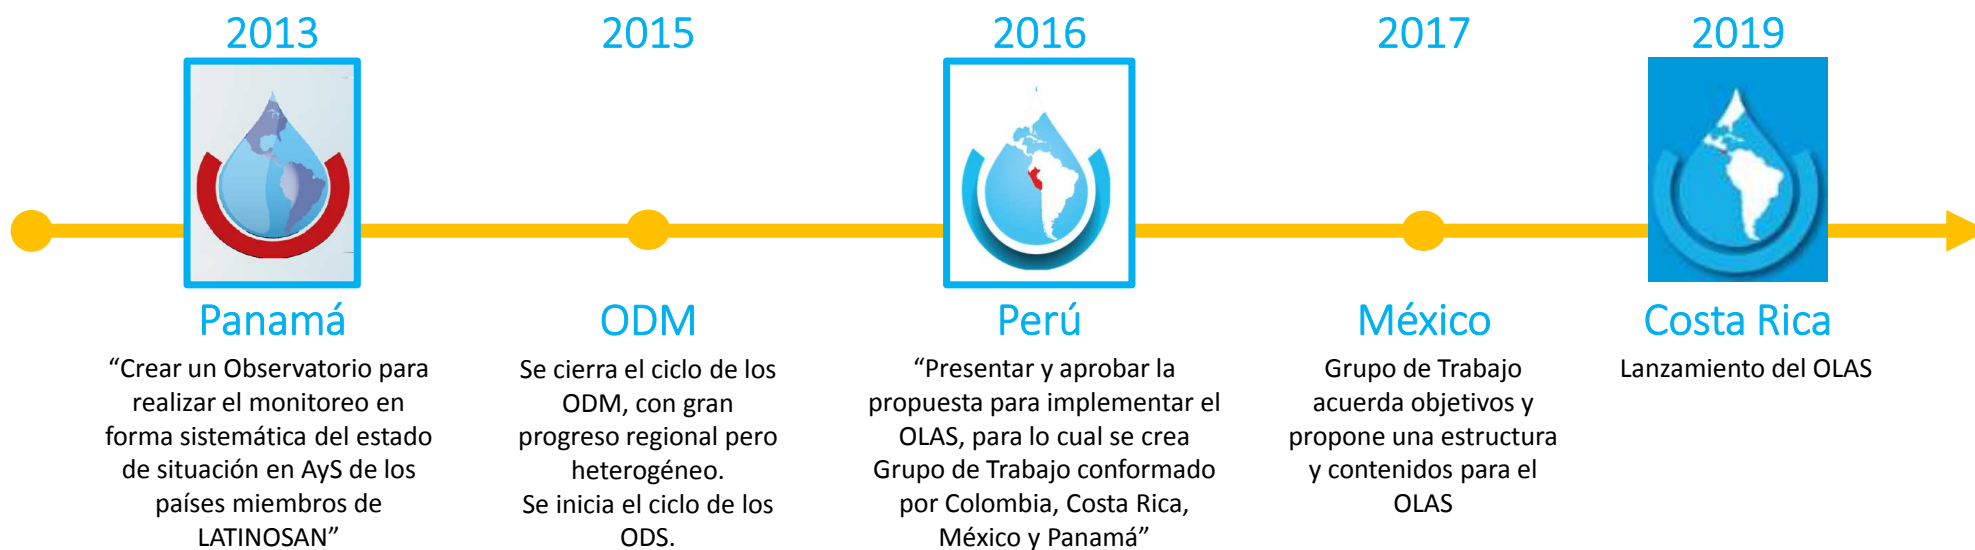 2013
Panamá
“Crear un Observatorio para
realizar el monitoreo en
forma sistemática del estado
de situación en AyS de los
países miembros de
LATINOSAN”
2015
ODM
Se cierra el ciclo de los
ODM, con gran
progreso regional pero
heterogéneo.
Se inicia el ciclo de los
ODS.
2016
Perú
“Presentar y aprobar la
propuesta para implementar el
OLAS, para lo cual se crea
Grupo de Trabajo conformado
por Colombia, Costa Rica,
México y Panamá”
2017
México
Grupo de Trabajo
acuerda objetivos y
propone una estructura
y contenidos para el
OLAS
2019
Costa Rica
Lanzamiento del OLAS